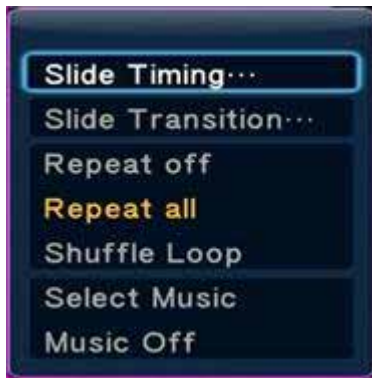 Slide Timing···
Slide Transition···
Repeat off
Repeat all
Shuffle Loop
Select Music
Music Off